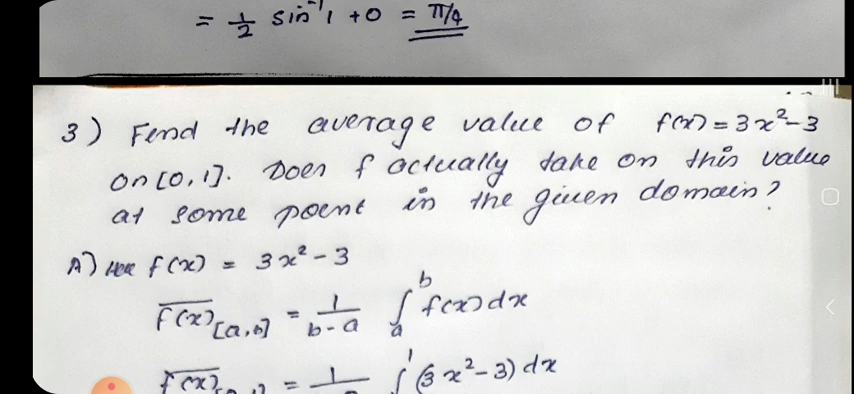 = 1/2 sin⁻¹ 1 + 0 = π/4
3) Find the average value of f(x) = 3x²-3
on [0,1]. Does f actually take on this value
at some point in the given domain?
A) Here f(x) = 3x² - 3
f(x) [a,b] = 1/b-a ∫ₐᵇ f(x) dx
f(x) = 1 ∫¹ (3x²-3) dx